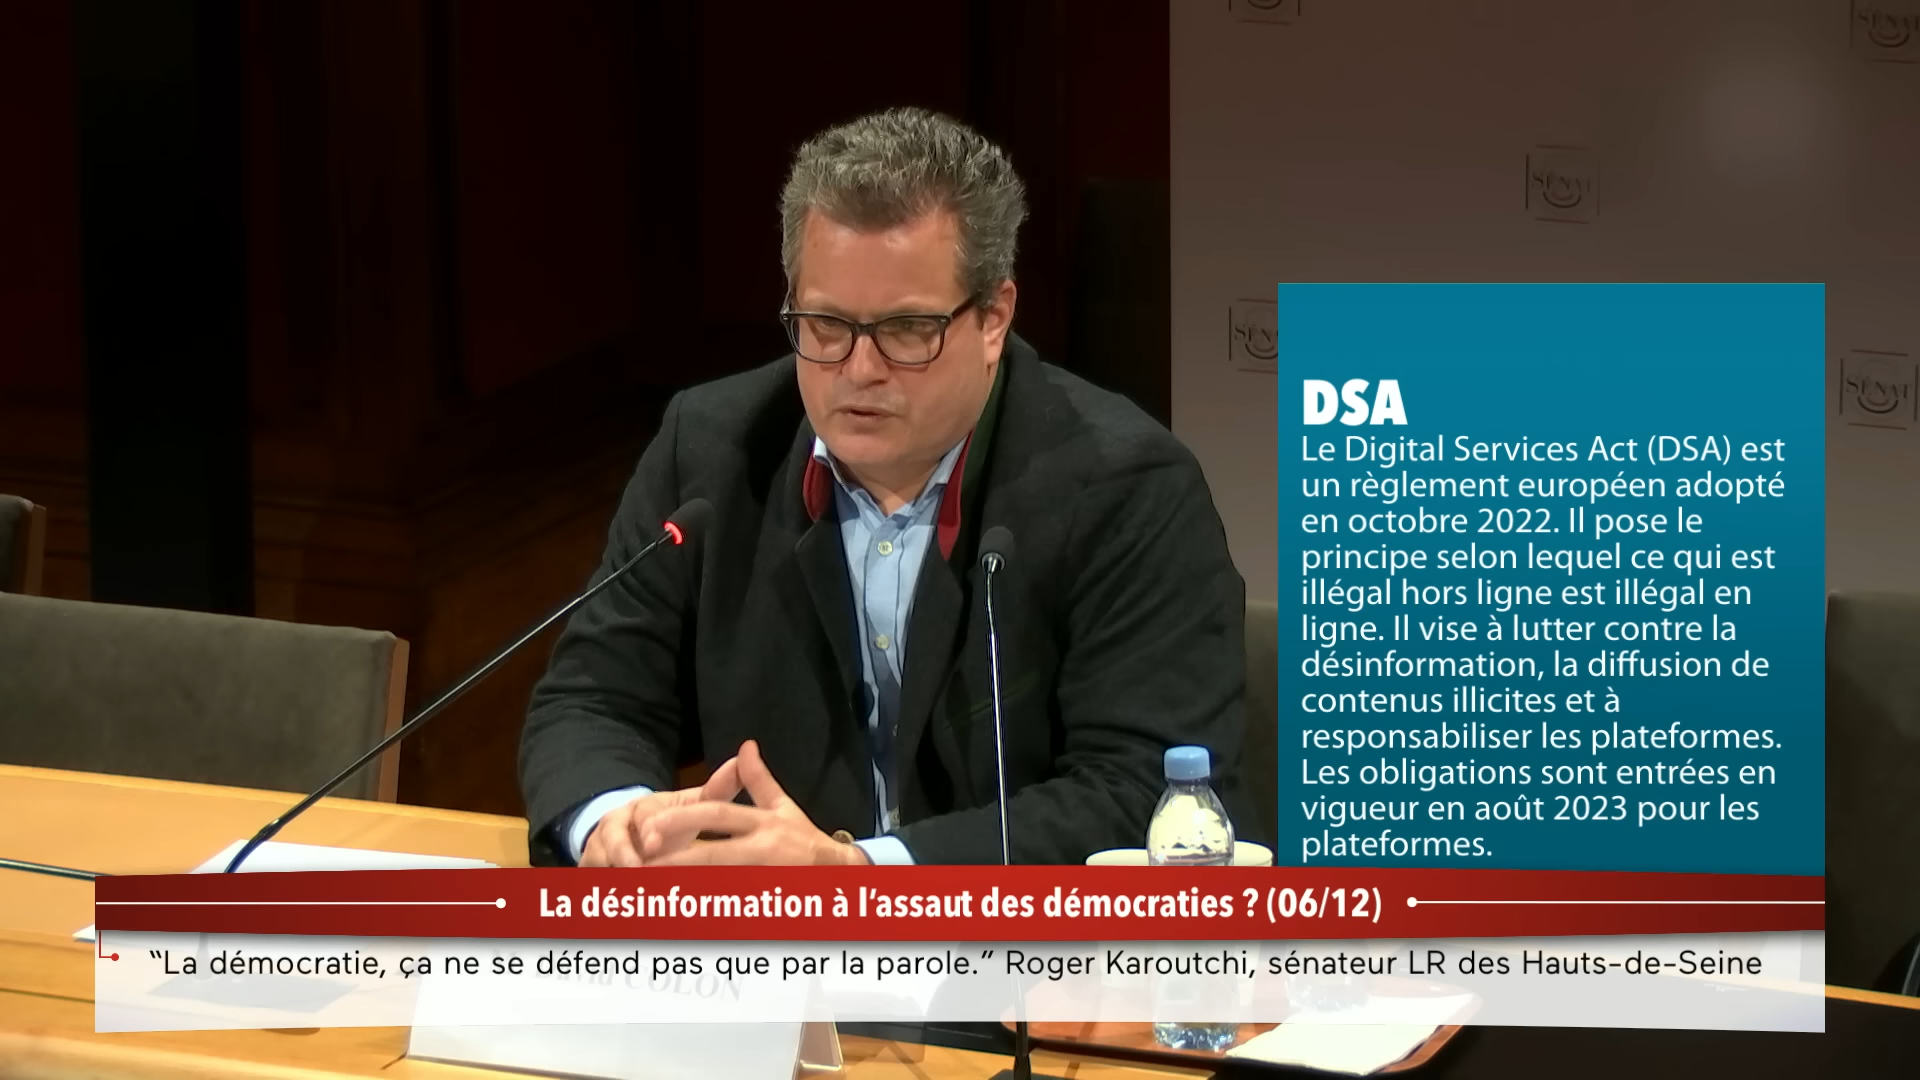 SÉNAT
SÉNAT
SÉNAT
DSA
Le Digital Services Act (DSA) est
un règlement européen adopté
en octobre 2022. Il pose le
principe selon lequel ce qui est
illégal hors ligne est illégal en
ligne. Il vise à lutter contre la
désinformation, la diffusion de
contenus illicites et à
responsabiliser les plateformes.
Les obligations sont entrées en
vigueur en août 2023 pour les
plateformes.
La désinformation à l’assaut des démocraties ? (06/12)
“La démocratie, ça ne se défend pas que par la parole.” Roger Karoutchi, sénateur LR des Hauts-de-Seine
COLON